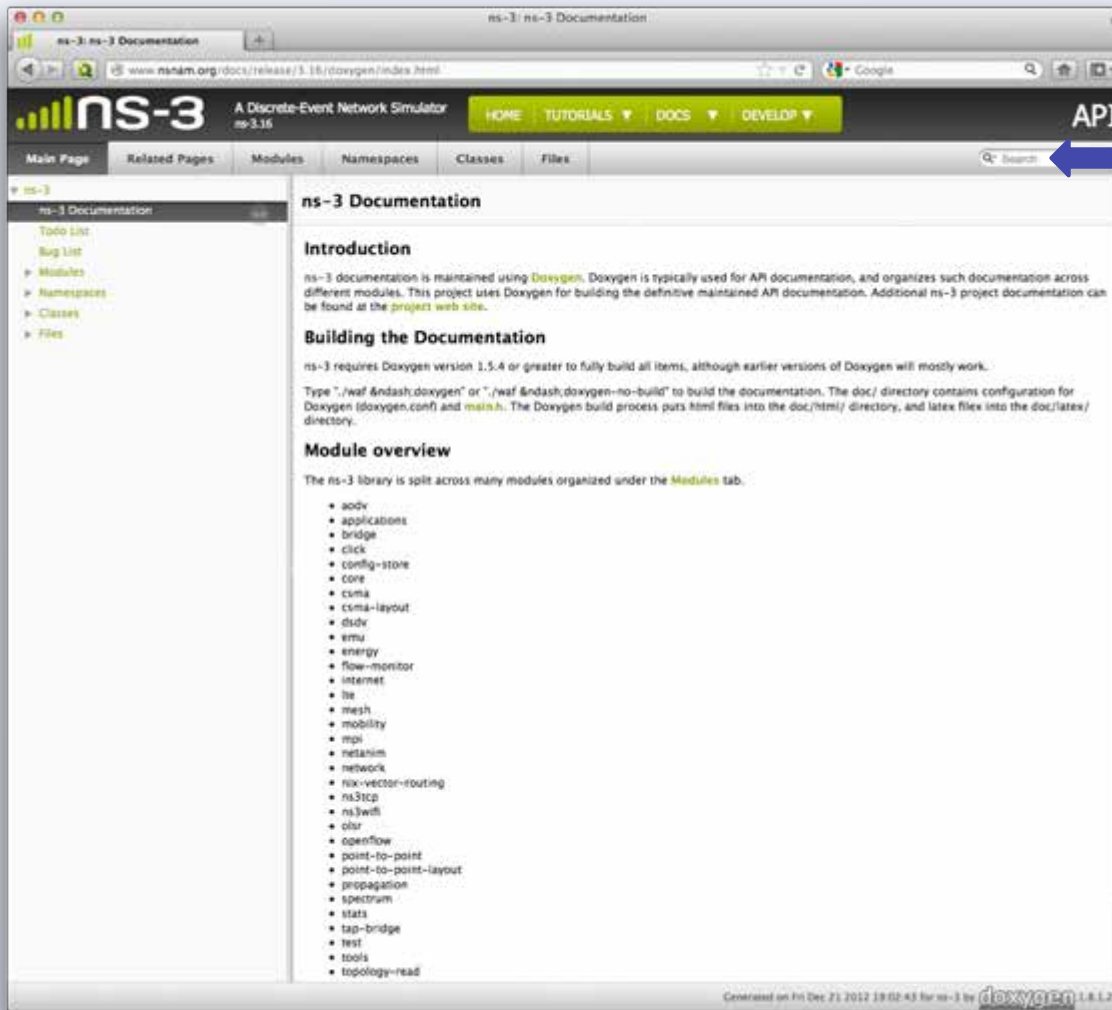 ns-3: ns-3 Documentation
ns-3: ns-3 Documentation
www.nsnam.org/docs/release/3.16/doxygen/index.html
Google
ns-3
A Discrete-Event Network Simulator
ns-3.16
HOME TUTORIALS DOCS DEVELOP
API
Main Page Related Pages Modules Namespaces Classes Files
Search
ns-3
ns-3 Documentation
Todo List
Bug List
Modules
Namespaces
Classes
Files
ns-3 Documentation
Introduction
ns-3 documentation is maintained using Doxygen. Doxygen is typically used for API documentation, and organizes such documentation across
different modules. This project uses Doxygen for building the definitive maintained API documentation. Additional ns-3 project documentation can
be found at the project web site.
Building the Documentation
ns-3 requires Doxygen version 1.5.4 or greater to fully build all items, although earlier versions of Doxygen will mostly work.
Type "./waf &ndash;doxygen" or "./waf &ndash;doxygen-no-build" to build the documentation. The doc/ directory contains configuration for
Doxygen (doxygen.conf) and main.h. The Doxygen build process puts html files into the doc/html/ directory, and latex filex into the doc/latex/
directory.
Module overview
The ns-3 library is split across many modules organized under the Modules tab.
• aodv
• applications
• bridge
• click
• config-store
• core
• csma
• csma-layout
• dsdv
• emu
• energy
• flow-monitor
• internet
• lte
• mesh
• mobility
• mpi
• netanim
• network
• nix-vector-routing
• ns3tcp
• ns3wifi
• olsr
• openflow
• point-to-point
• point-to-point-layout
• propagation
• spectrum
• stats
• tap-bridge
• test
• tools
• topology-read
Generated on Fri Dec 21 2012 19:02:43 for ns-3 by doxygen 1.8.1.2